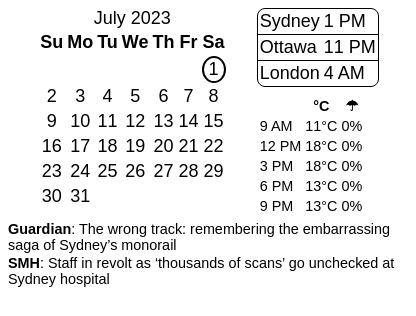 July 2023
Su Mo Tu We Th Fr Sa
1
2 3 4 5 6 7 8
9 10 11 12 13 14 15
16 17 18 19 20 21 22
23 24 25 26 27 28 29
30 31
Sydney 1 PM
Ottawa 11 PM
London 4 AM
°C ☂
9 AM 11°C 0%
12 PM 18°C 0%
3 PM 18°C 0%
6 PM 13°C 0%
9 PM 13°C 0%
Guardian: The wrong track: remembering the embarrassing
saga of Sydney’s monorail
SMH: Staff in revolt as ‘thousands of scans’ go unchecked at
Sydney hospital